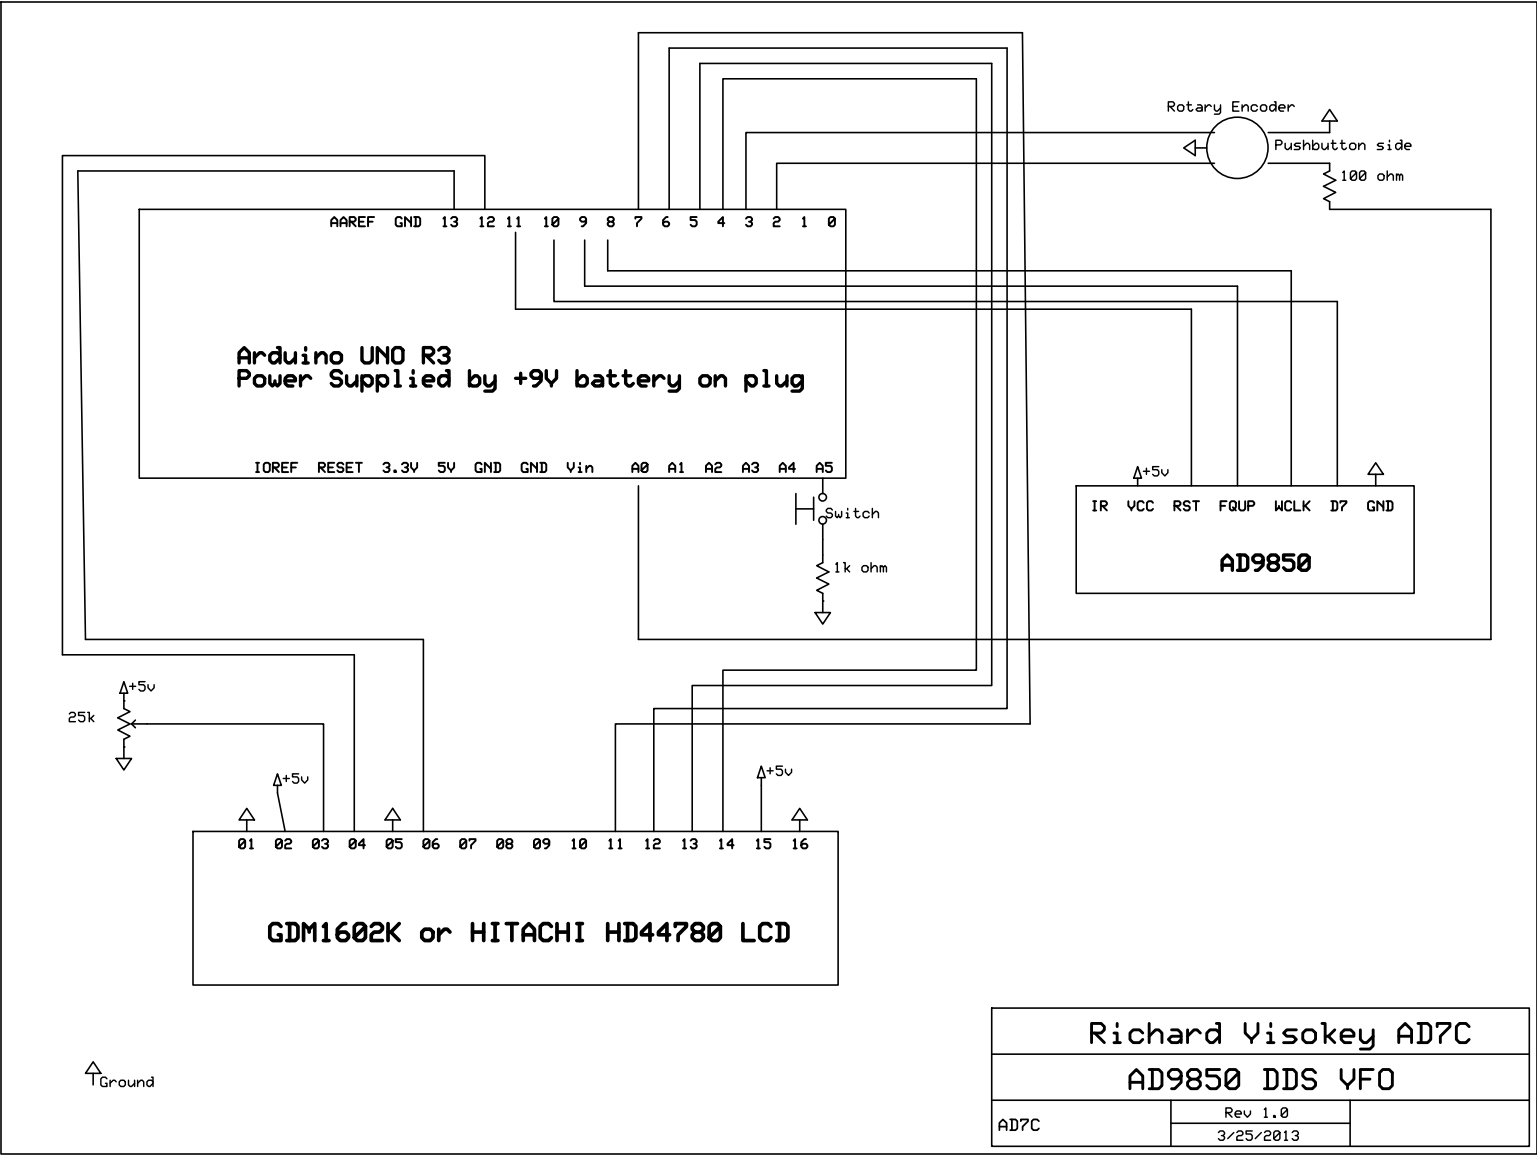 Rotary Encoder
Pushbutton side
100 ohm
AAREF GND 13 12 11 10 9 8 7 6 5 4 3 2 1 0
Arduino UNO R3
Power Supplied by +9V battery on plug
IOREF RESET 3.3V 5V GND GND Vin A0 A1 A2 A3 A4 A5
Switch
1k ohm
+5v
IR VCC RST FQUP WCLK D7 GND
AD9850
+5v
25k
+5v
+5v
01 02 03 04 05 06 07 08 09 10 11 12 13 14 15 16
GDM1602K or HITACHI HD44780 LCD
Ground
Richard Visokey AD7C
AD9850 DDS VFO
AD7C
Rev 1.0
3/25/2013